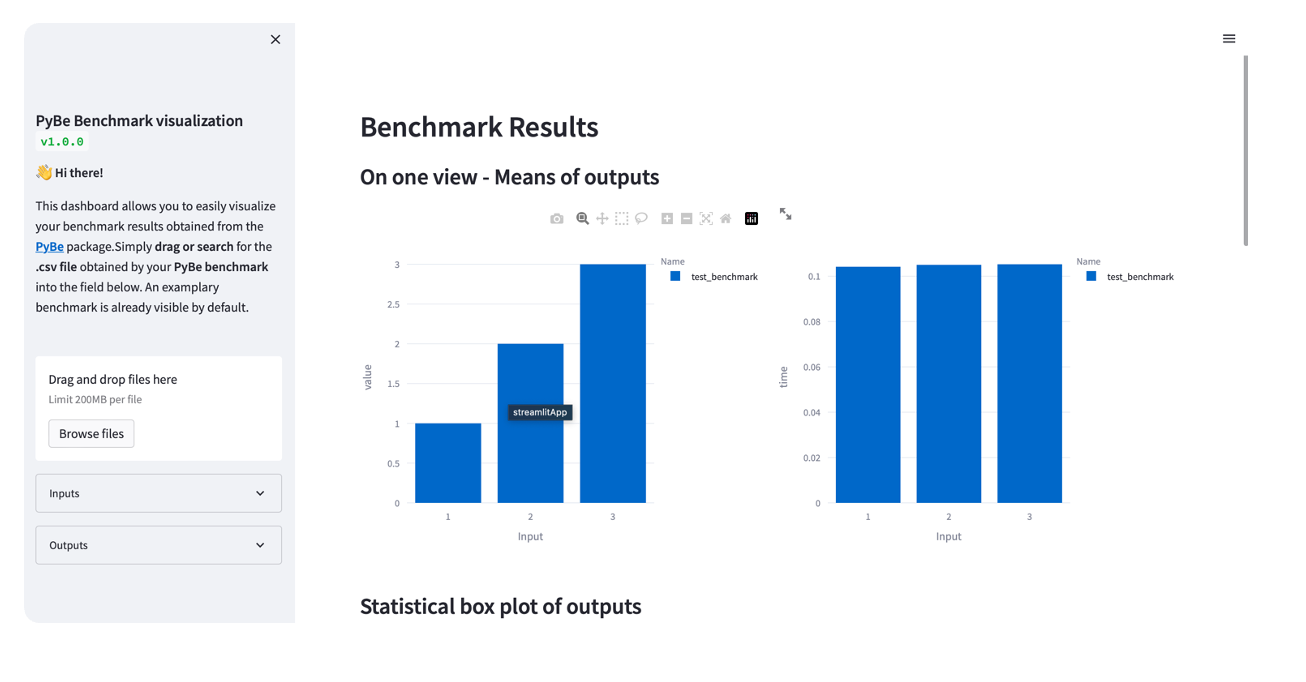 PyBe Benchmark visualization
v1.0.0
👋 Hi there!
This dashboard allows you to easily visualize
your benchmark results obtained from the
PyBe package.Simply drag or search for the
.csv file obtained by your PyBe benchmark
into the field below. An examplary
benchmark is already visible by default.
Drag and drop files here
Limit 200MB per file
Browse files
Inputs
Outputs
Benchmark Results
On one view - Means of outputs
3
2.5
2
1.5
1
0.5
0
value
1 2 3
Input
streamlitApp
Name
test_benchmark
0.1
0.08
0.06
0.04
0.02
0
time
1 2 3
Input
Name
test_benchmark
Statistical box plot of outputs